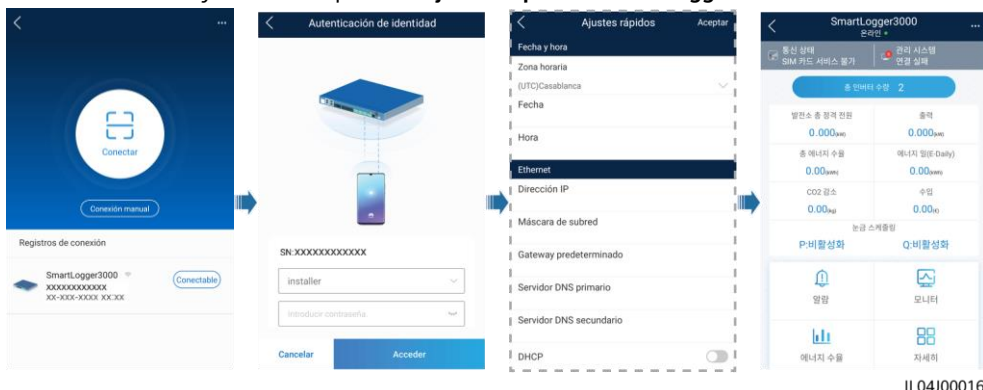 Conectar
Conexión manual
Registros de conexión
SmartLogger3000
XXXXXXXXXXXX
XX-XXX-XXXX XX:XX
Conectable
Autenticación de identidad
SN:XXXXXXXXXXXX
installer
Introducir contraseña
Cancelar
Acceder
Ajustes rápidos
Aceptar
Fecha y hora
Zona horaria
(UTC)Casablanca
Fecha
Hora
Ethernet
Dirección IP
Máscara de subred
Gateway predeterminado
Servidor DNS primario
Servidor DNS secundario
DHCP
SmartLogger3000
온라인
통신 상태
SIM 카드 서비스 불가
관리 시스템
연결 실패
총 인버터 수량 2
발전소 총 정격 전원
0.000(kW)
출력
0.000(kW)
총 에너지 수율
0.00(kWh)
에너지 일(E-Daily)
0.00(kWh)
CO2 감소
0.00(kg)
수입
0.00(€)
눈금 스케줄링
P:비활성화
Q:비활성화
알람
모니터
에너지 수율
자세히
IL04J00016